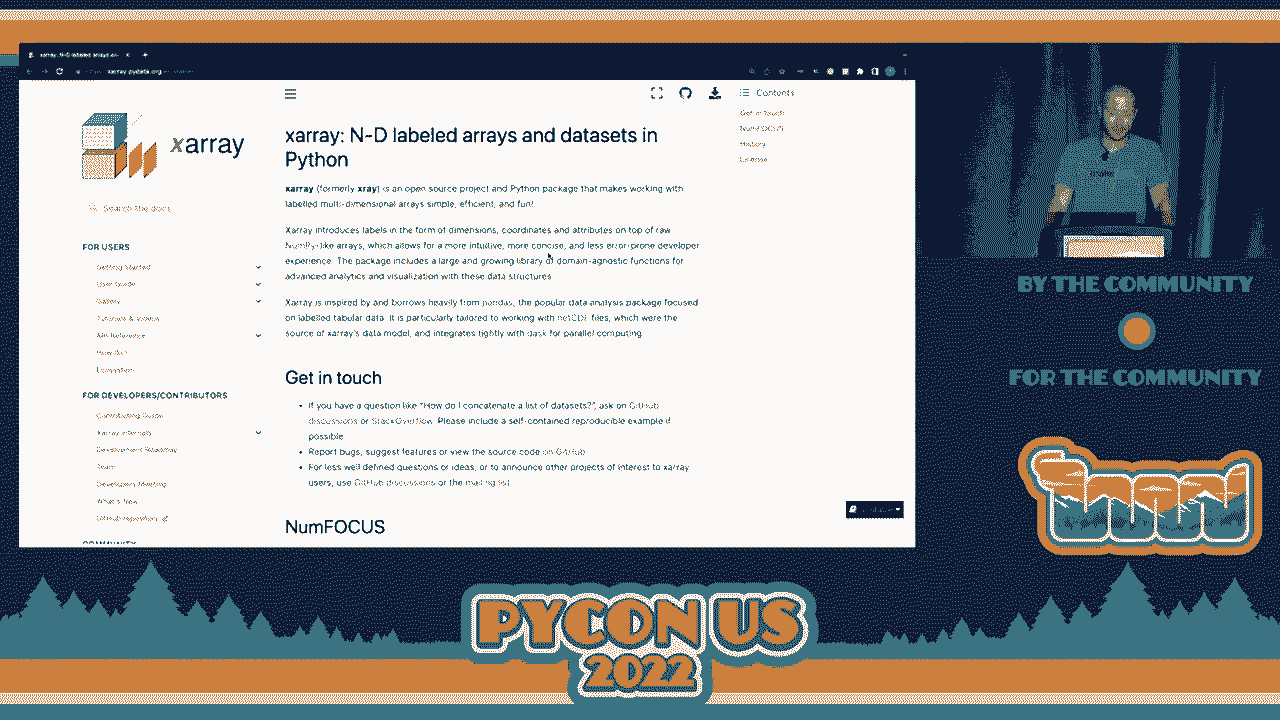 xarray.pydata.org
xarray
Search the docs
FOR USERS
Getting Started
User Guide
Gallery
Tutorials & Videos
API Reference
FOR DEVELOPERS/CONTRIBUTORS
Contributing Guide
Xarray Internals
Development Roadmap
Team
Developers Meeting
What's New
GitHub repository
xarray: N-D labeled arrays and datasets in
Python
xarray (formerly xray) is an open source project and Python package that makes working with
labelled multi-dimensional arrays simple, efficient, and fun!
Xarray introduces labels in the form of dimensions, coordinates and attributes on top of raw
NumPy-like arrays, which allows for a more intuitive, more concise, and less error-prone developer
experience. The package includes a large and growing library of domain-agnostic functions for
advanced analytics and visualization with these data structures.
Xarray is inspired by and borrows heavily from pandas, the popular data analysis package focused
on labelled tabular data. It is particularly tailored to working with netCDF files, which were the
source of xarray's data model, and integrates tightly with dask for parallel computing.
Get in touch
If you have a question like "How do I concatenate a list of datasets?", ask on GitHub
discussions or StackOverflow. Please include a self-contained reproducible example if
possible.
Report bugs, suggest features or view the source code on GitHub.
For less well defined questions or ideas, or to announce other projects of interest to xarray
users, use GitHub discussions or the mailing list.
NumFOCUS
Contents
Get in touch
NumFOCUS
History
License
BY THE COMMUNITY
FOR THE COMMUNITY
PYCON US
2022